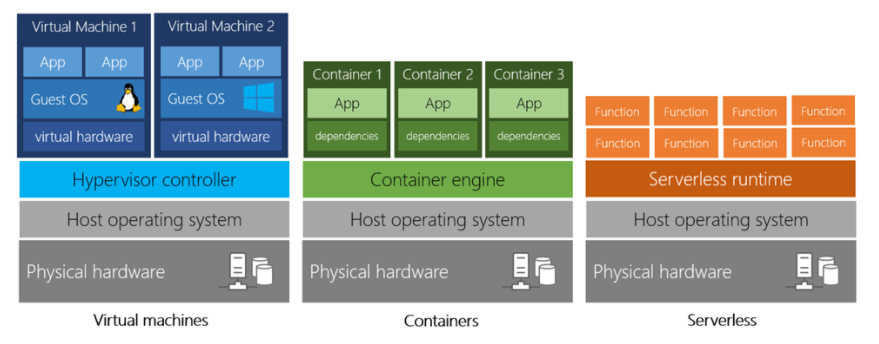 Virtual Machine 1
App
App
Guest OS
virtual hardware
Virtual Machine 2
App
App
Guest OS
virtual hardware
Hypervisor controller
Host operating system
Physical hardware
Virtual machines
Container 1
App
dependencies
Container 2
App
dependencies
Container 3
App
dependencies
Container engine
Host operating system
Physical hardware
Containers
Function
Function
Function
Function
Function
Function
Function
Function
Serverless runtime
Host operating system
Physical hardware
Serverless